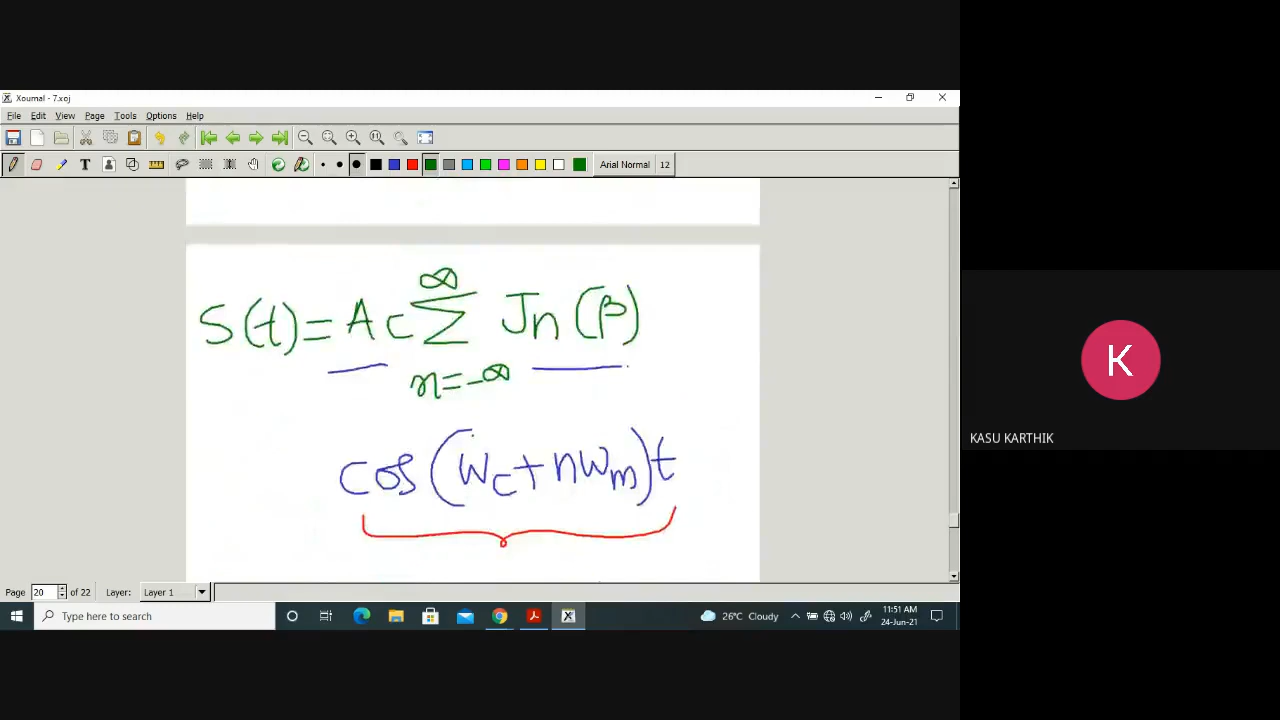 Xournal - 7.xoj
File Edit View Page Tools Options Help
T Arial Normal 12
S(t) = Ac ∑ Jn(β)
∞
n=-∞
cos(Wc+nWm)t
K
KASU KARTHIK
Page 20 of 22 Layer: Layer 1
Type here to search
26°C Cloudy
11:51 AM
24-Jun-21